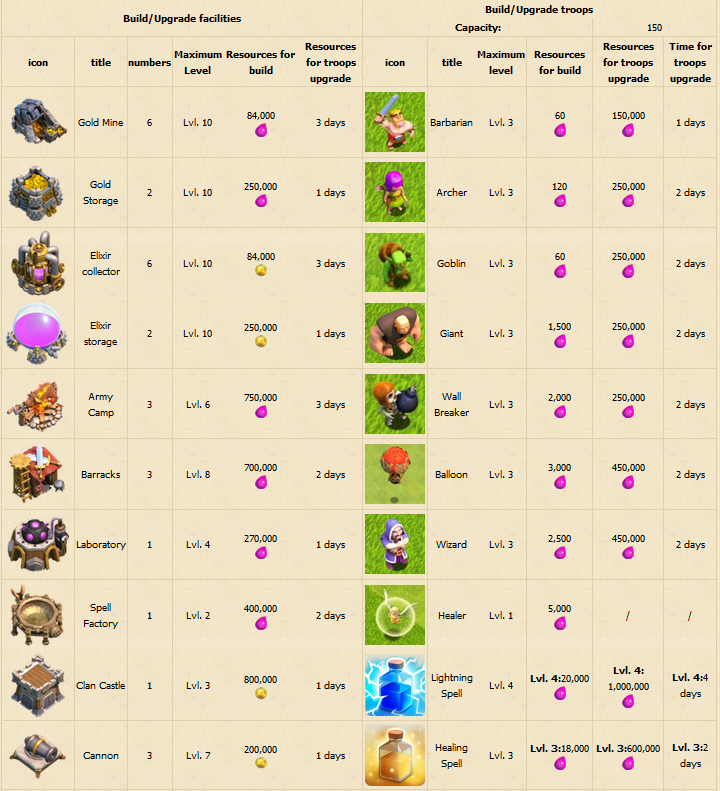 Build/Upgrade facilities
Build/Upgrade troops
Capacity: 150
icon title numbers Maximum Level Resources for build Resources for troops upgrade icon title Maximum level Resources for build Resources for troops upgrade Time for troops upgrade
Gold Mine 6 Lvl. 10 84,000 3 days Barbarian Lvl. 3 60 150,000 1 days
Gold Storage 2 Lvl. 10 250,000 1 days Archer Lvl. 3 120 250,000 2 days
Elixir collector 6 Lvl. 10 84,000 3 days Goblin Lvl. 3 60 250,000 2 days
Elixir storage 2 Lvl. 10 250,000 1 days Giant Lvl. 3 1,500 250,000 2 days
Army Camp 3 Lvl. 6 750,000 3 days Wall Breaker Lvl. 3 2,000 250,000 2 days
Barracks 3 Lvl. 8 700,000 2 days Balloon Lvl. 3 3,000 450,000 2 days
Laboratory 1 Lvl. 4 270,000 1 days Wizard Lvl. 3 2,500 450,000 2 days
Spell Factory 1 Lvl. 2 400,000 2 days Healer Lvl. 1 5,000 / /
Clan Castle 1 Lvl. 3 800,000 1 days Lightning Spell Lvl. 4 Lvl. 4:20,000 Lvl. 4: 1,000,000 Lvl. 4:4 days
Cannon 3 Lvl. 7 200,000 1 days Healing Spell Lvl. 3 Lvl. 3:18,000 Lvl. 3:600,000 Lvl. 3:2 days